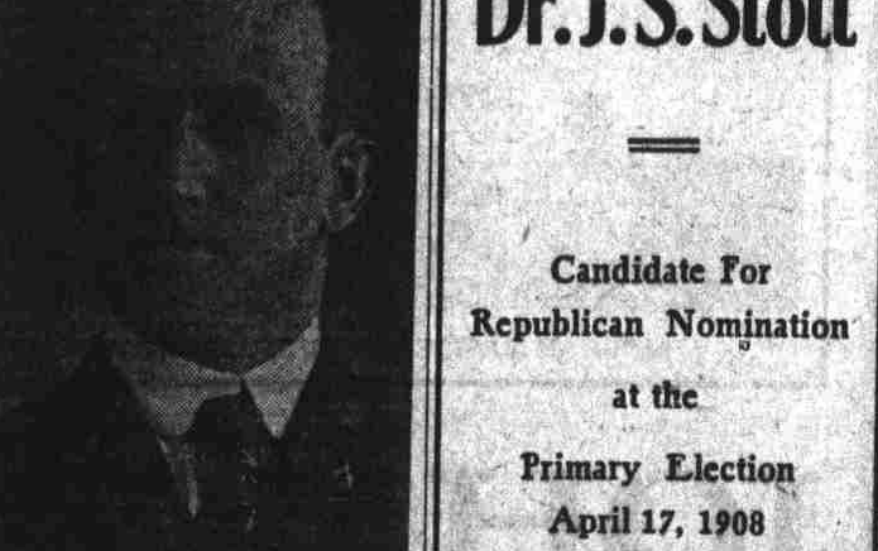 Dr. J. S. Stott
Candidate For
Republican Nomination
at the
Primary Election
April 17, 1908